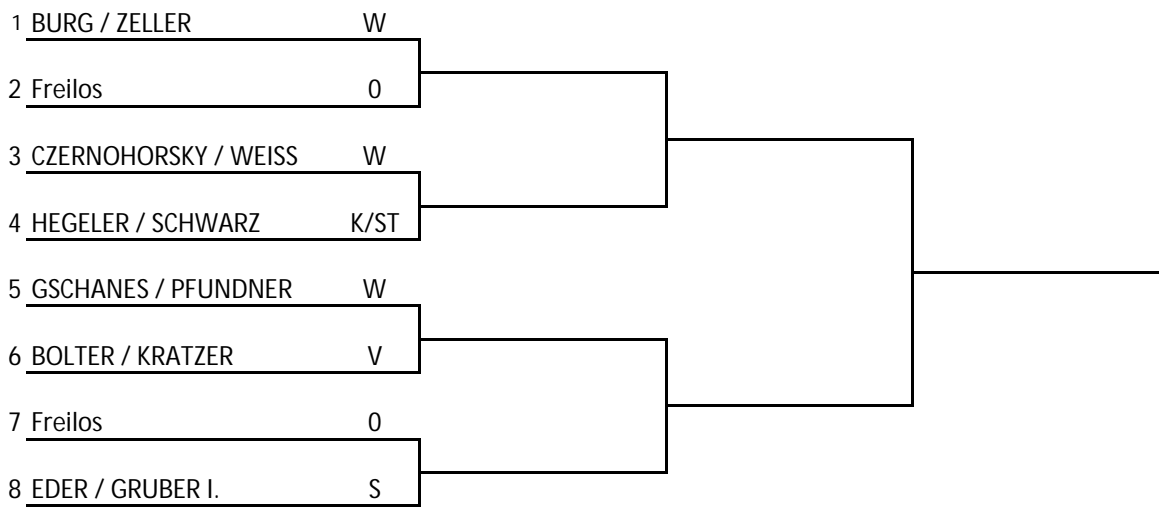 1 BURG / ZELLER W
2 Freilos 0
3 CZERNOHORSKY / WEISS W
4 HEGELER / SCHWARZ K/ST
5 GSCHANES / PFUNDNER W
6 BOLTER / KRATZER V
7 Freilos 0
8 EDER / GRUBER I. S